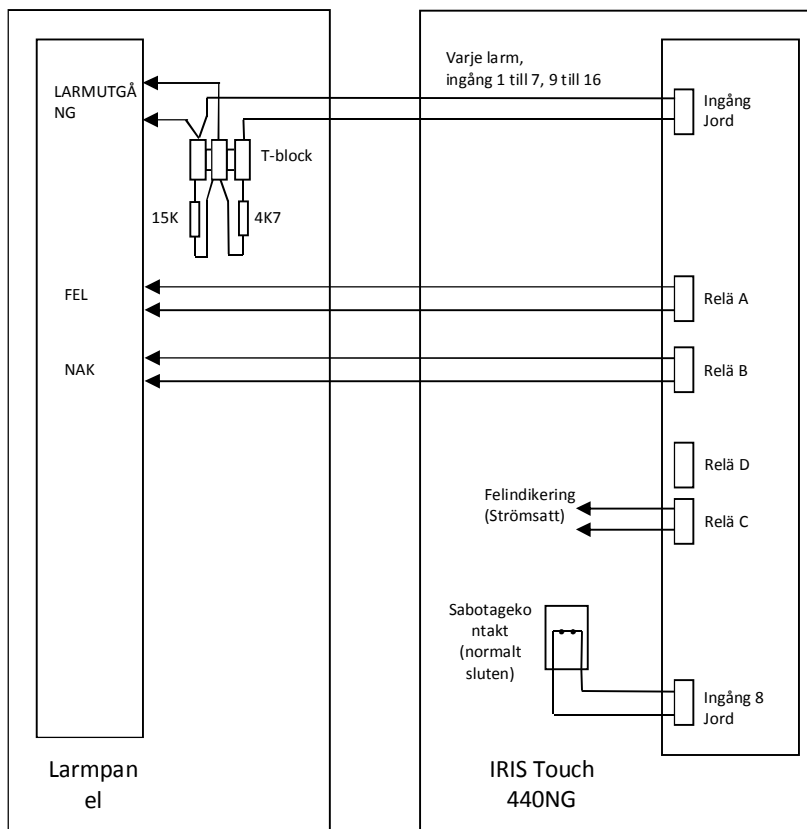 Varje larm,
ingång 1 till 7, 9 till 16
LARMUTGÅ
NG
Ingång
Jord
T-block
15K
4K7
FEL
Relä A
NAK
Relä B
Relä D
Felindikering
(Strömsatt)
Relä C
Sabotageko
ntakt
(normalt
sluten)
Ingång 8
Jord
Larmpan
el
IRIS Touch
440NG